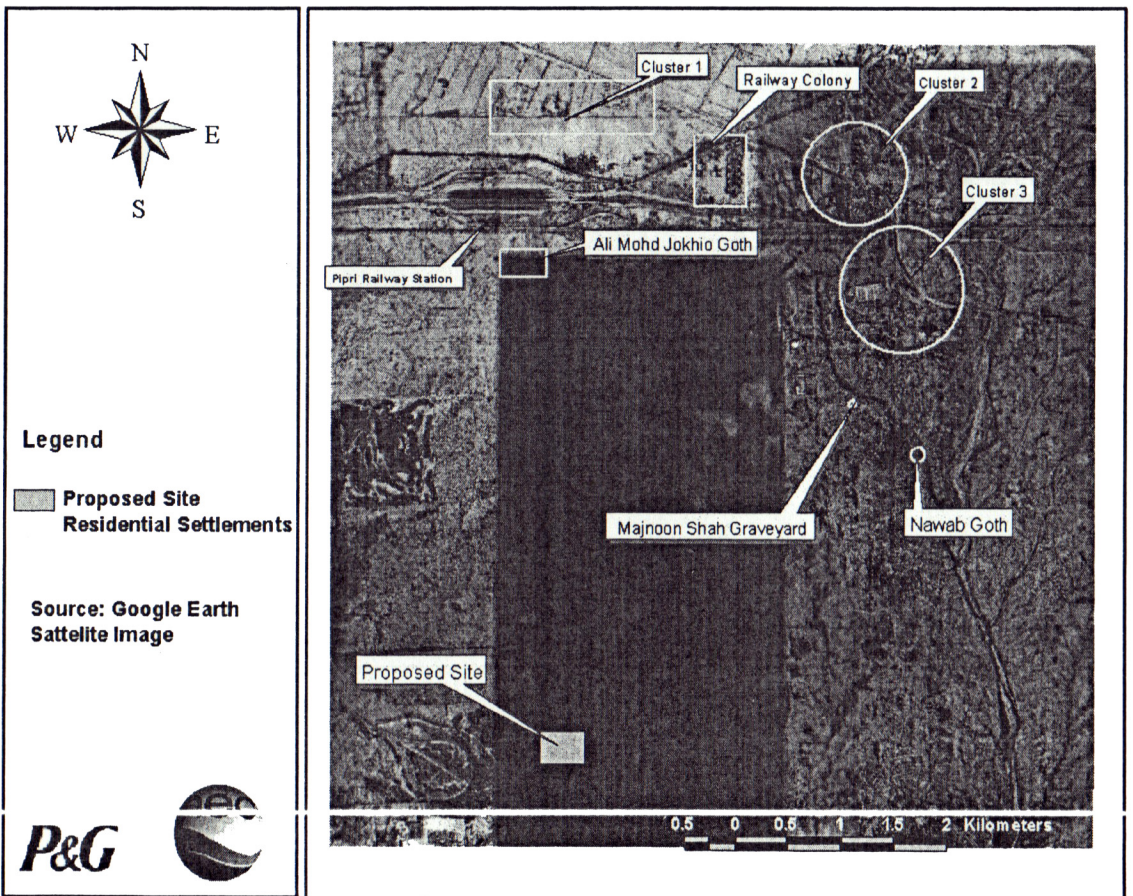 N
W E
S
Legend
Proposed Site
Residential Settlements
Source: Google Earth
Sattelite Image
P&G
Cluster 1
Railway Colony
Cluster 2
Cluster 3
Ali Mohd Jokhio Goth
Pipri Railway Station
Majnoon Shah Graveyard
Nawab Goth
Proposed Site
0.5 0 0.5 1 1.5 2 Kilometers